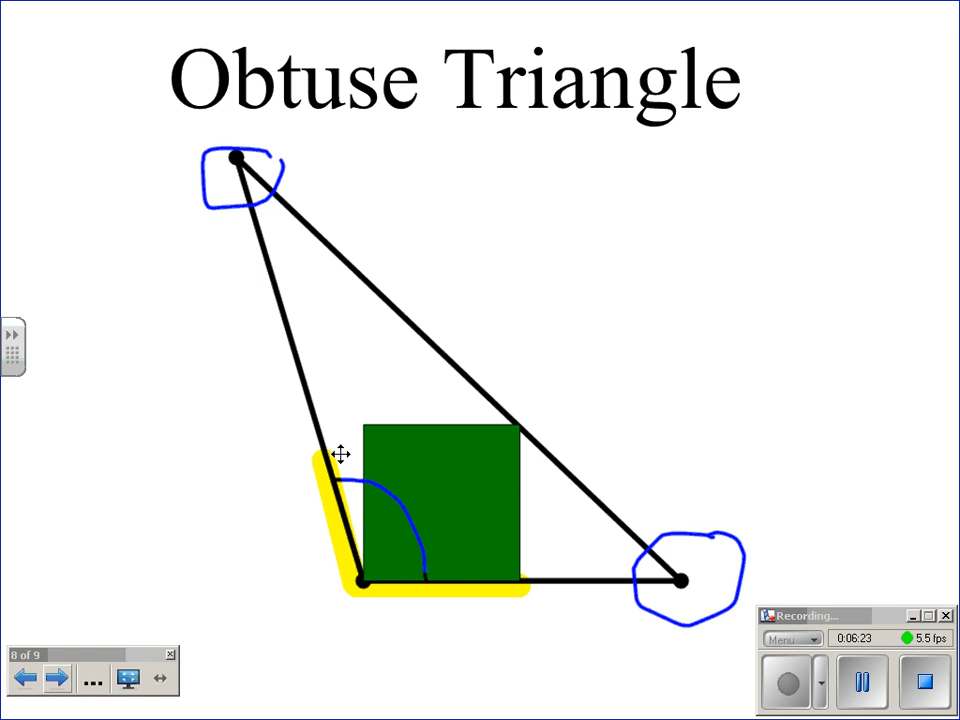 Obtuse Triangle
8 of 9
...
Recording...
Menu
0:06:23
5.5 fps